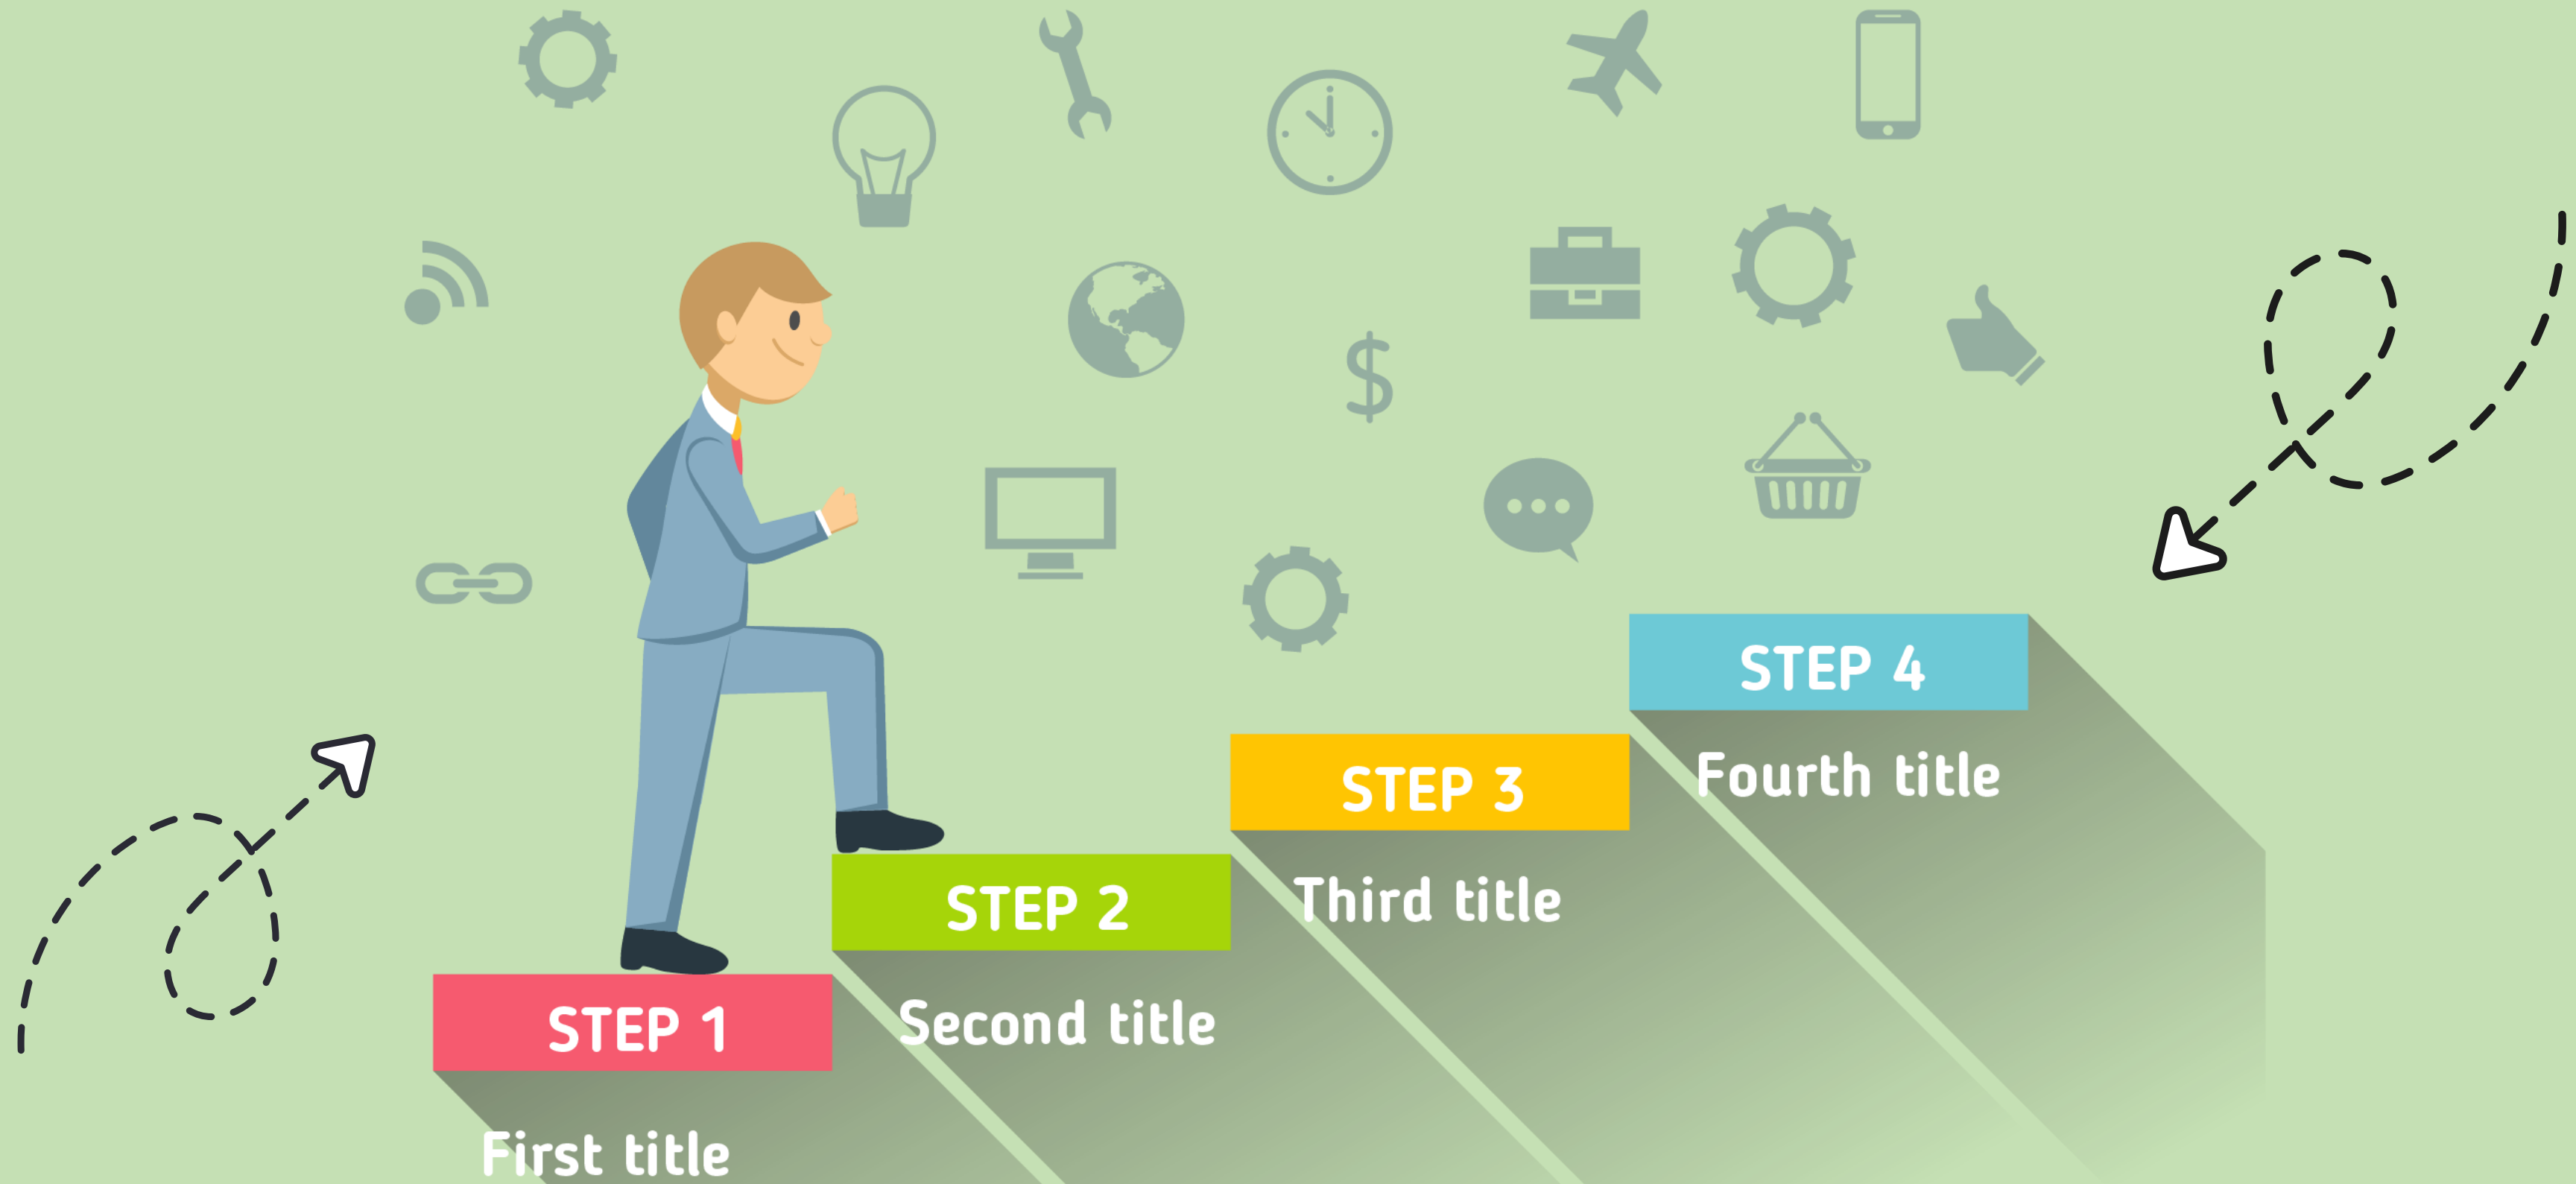 STEP 1
First title
STEP 2
Second title
STEP 3
Third title
STEP 4
Fourth title